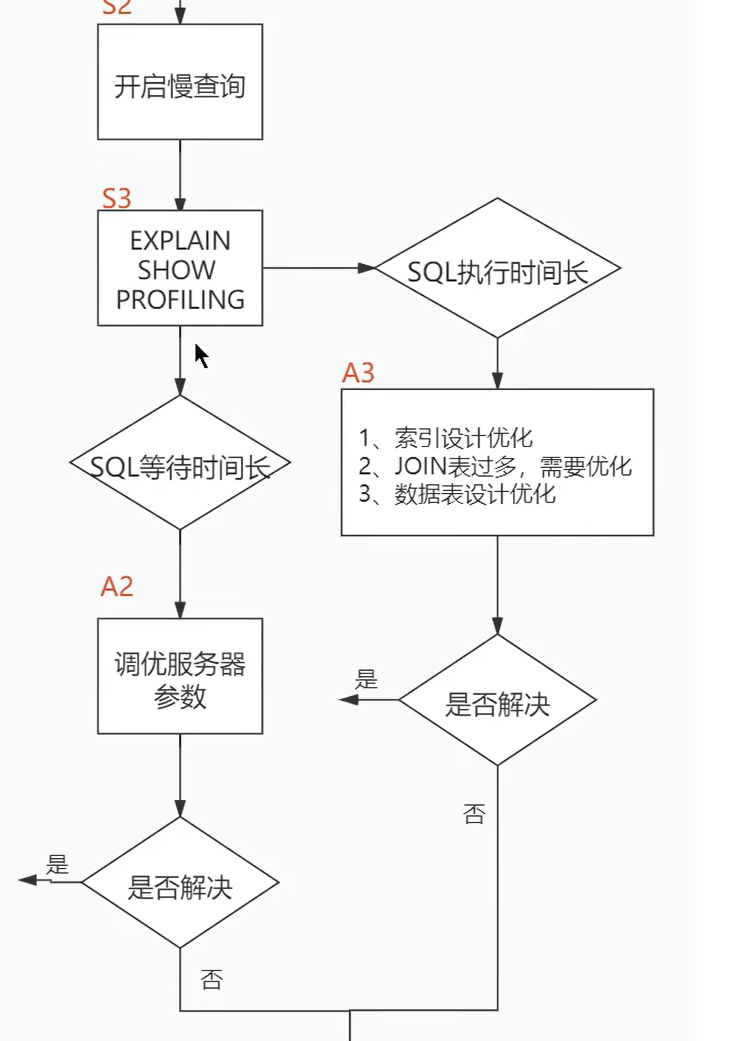 S2
开启慢查询
S3
EXPLAIN
SHOW
PROFILING
SQL执行时间长
A3
1、索引设计优化
2、JOIN表过多，需要优化
3、数据表设计优化
SQL等待时间长
A2
调优服务器
参数
是
是否解决
否
是
是否解决
否